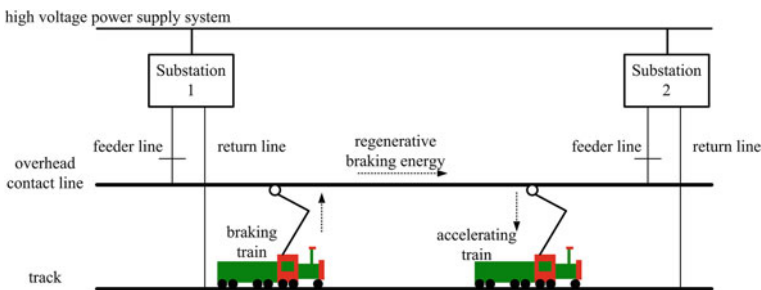 high voltage power supply system
Substation
1
Substation
2
feeder line
return line
regenerative
braking energy
feeder line
return line
overhead
contact line
braking
train
accelerating
train
track